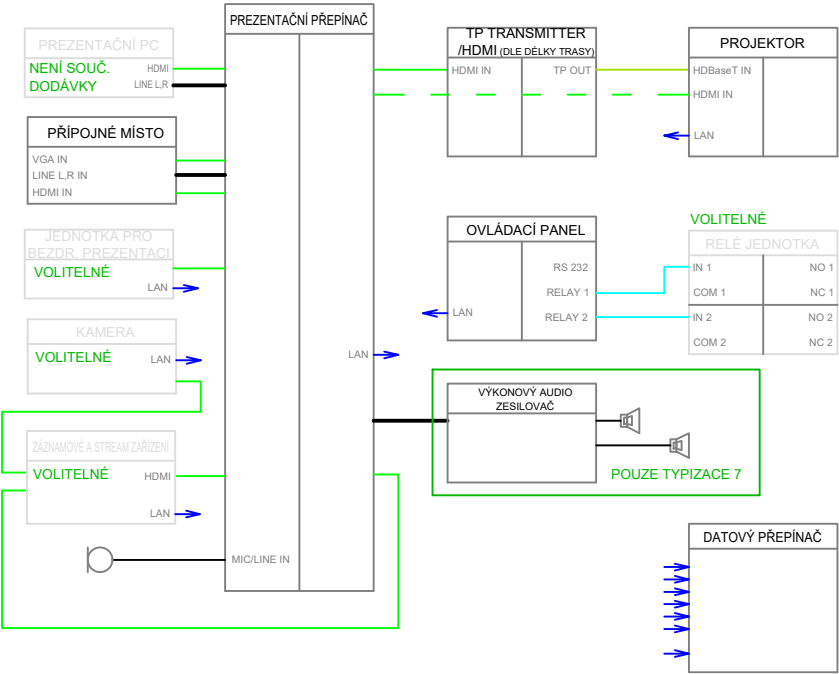 PREZENTAČNÍ PC
NENÍ SOUČ.
DODÁVKY
HDMI
LINE L,R
PŘÍPOJNÉ MÍSTO
VGA IN
LINE L,R IN
HDMI IN
JEDNOTKA PRO
BEZDR. PREZENTACI
VOLITELNÉ
LAN
KAMERA
VOLITELNÉ
LAN
ZÁZNAMOVÉ A STREAM ZAŘÍZENÍ
VOLITELNÉ
HDMI
LAN
PREZENTAČNÍ PŘEPÍNAČ
LAN
MIC/LINE IN
TP TRANSMITTER
/HDMI (DLE DÉLKY TRASY)
HDMI IN
TP OUT
PROJEKTOR
HDBaseT IN
HDMI IN
LAN
OVLÁDACÍ PANEL
RS 232
RELAY 1
LAN
RELAY 2
VOLITELNÉ
RELÉ JEDNOTKA
IN 1
NO 1
COM 1
NC 1
IN 2
NO 2
COM 2
NC 2
VÝKONOVÝ AUDIO
ZESILOVAČ
POUZE TYPIZACE 7
DATOVÝ PŘEPÍNAČ